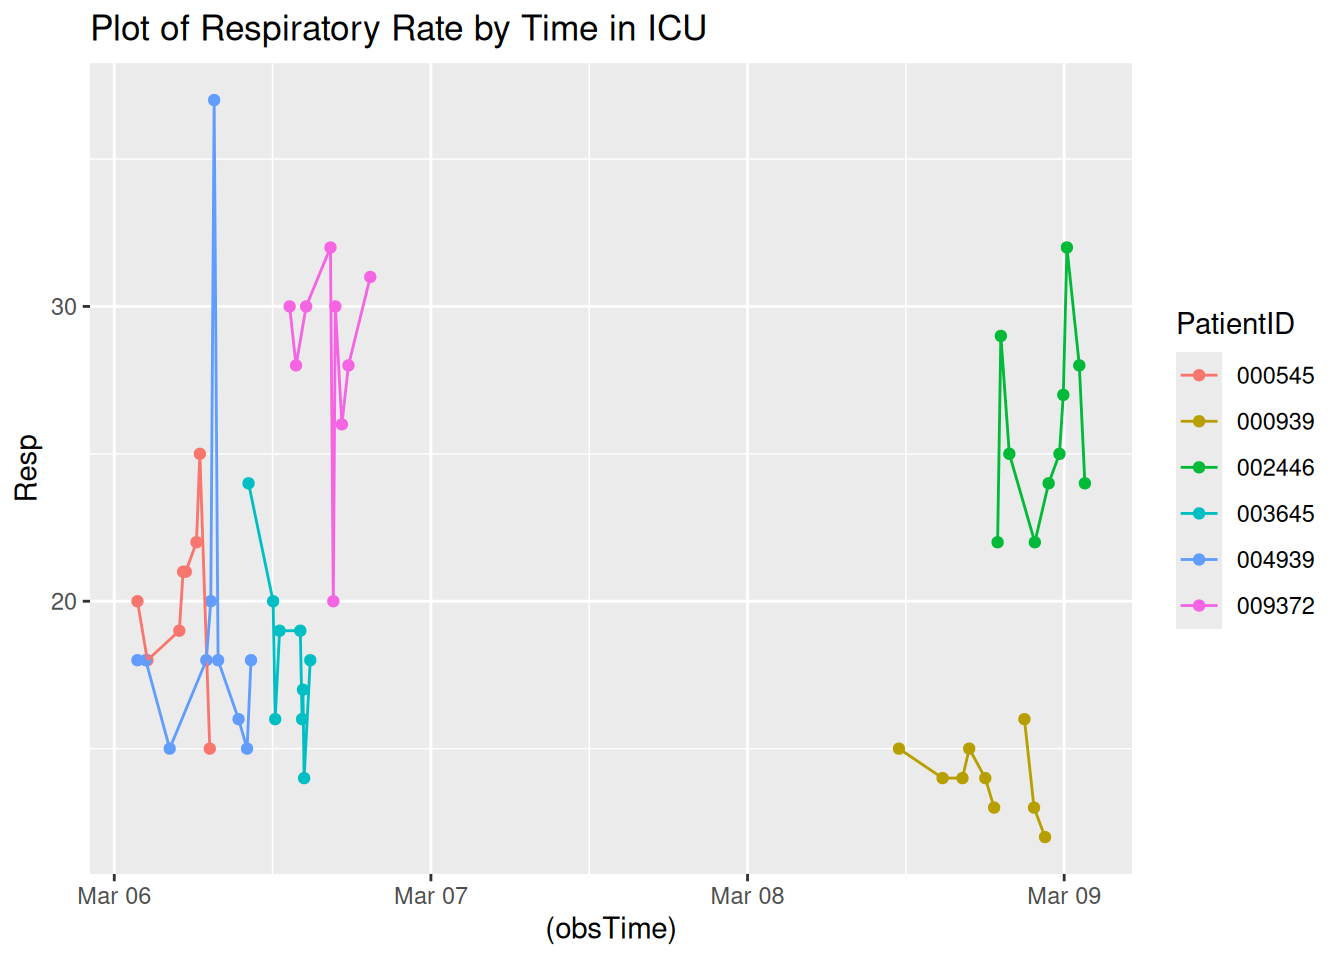 Plot of Respiratory Rate by Time in ICU
Resp
30
20
Mar 06
Mar 07
Mar 08
Mar 09
(obsTime)
PatientID
000545
000939
002446
003645
004939
009372